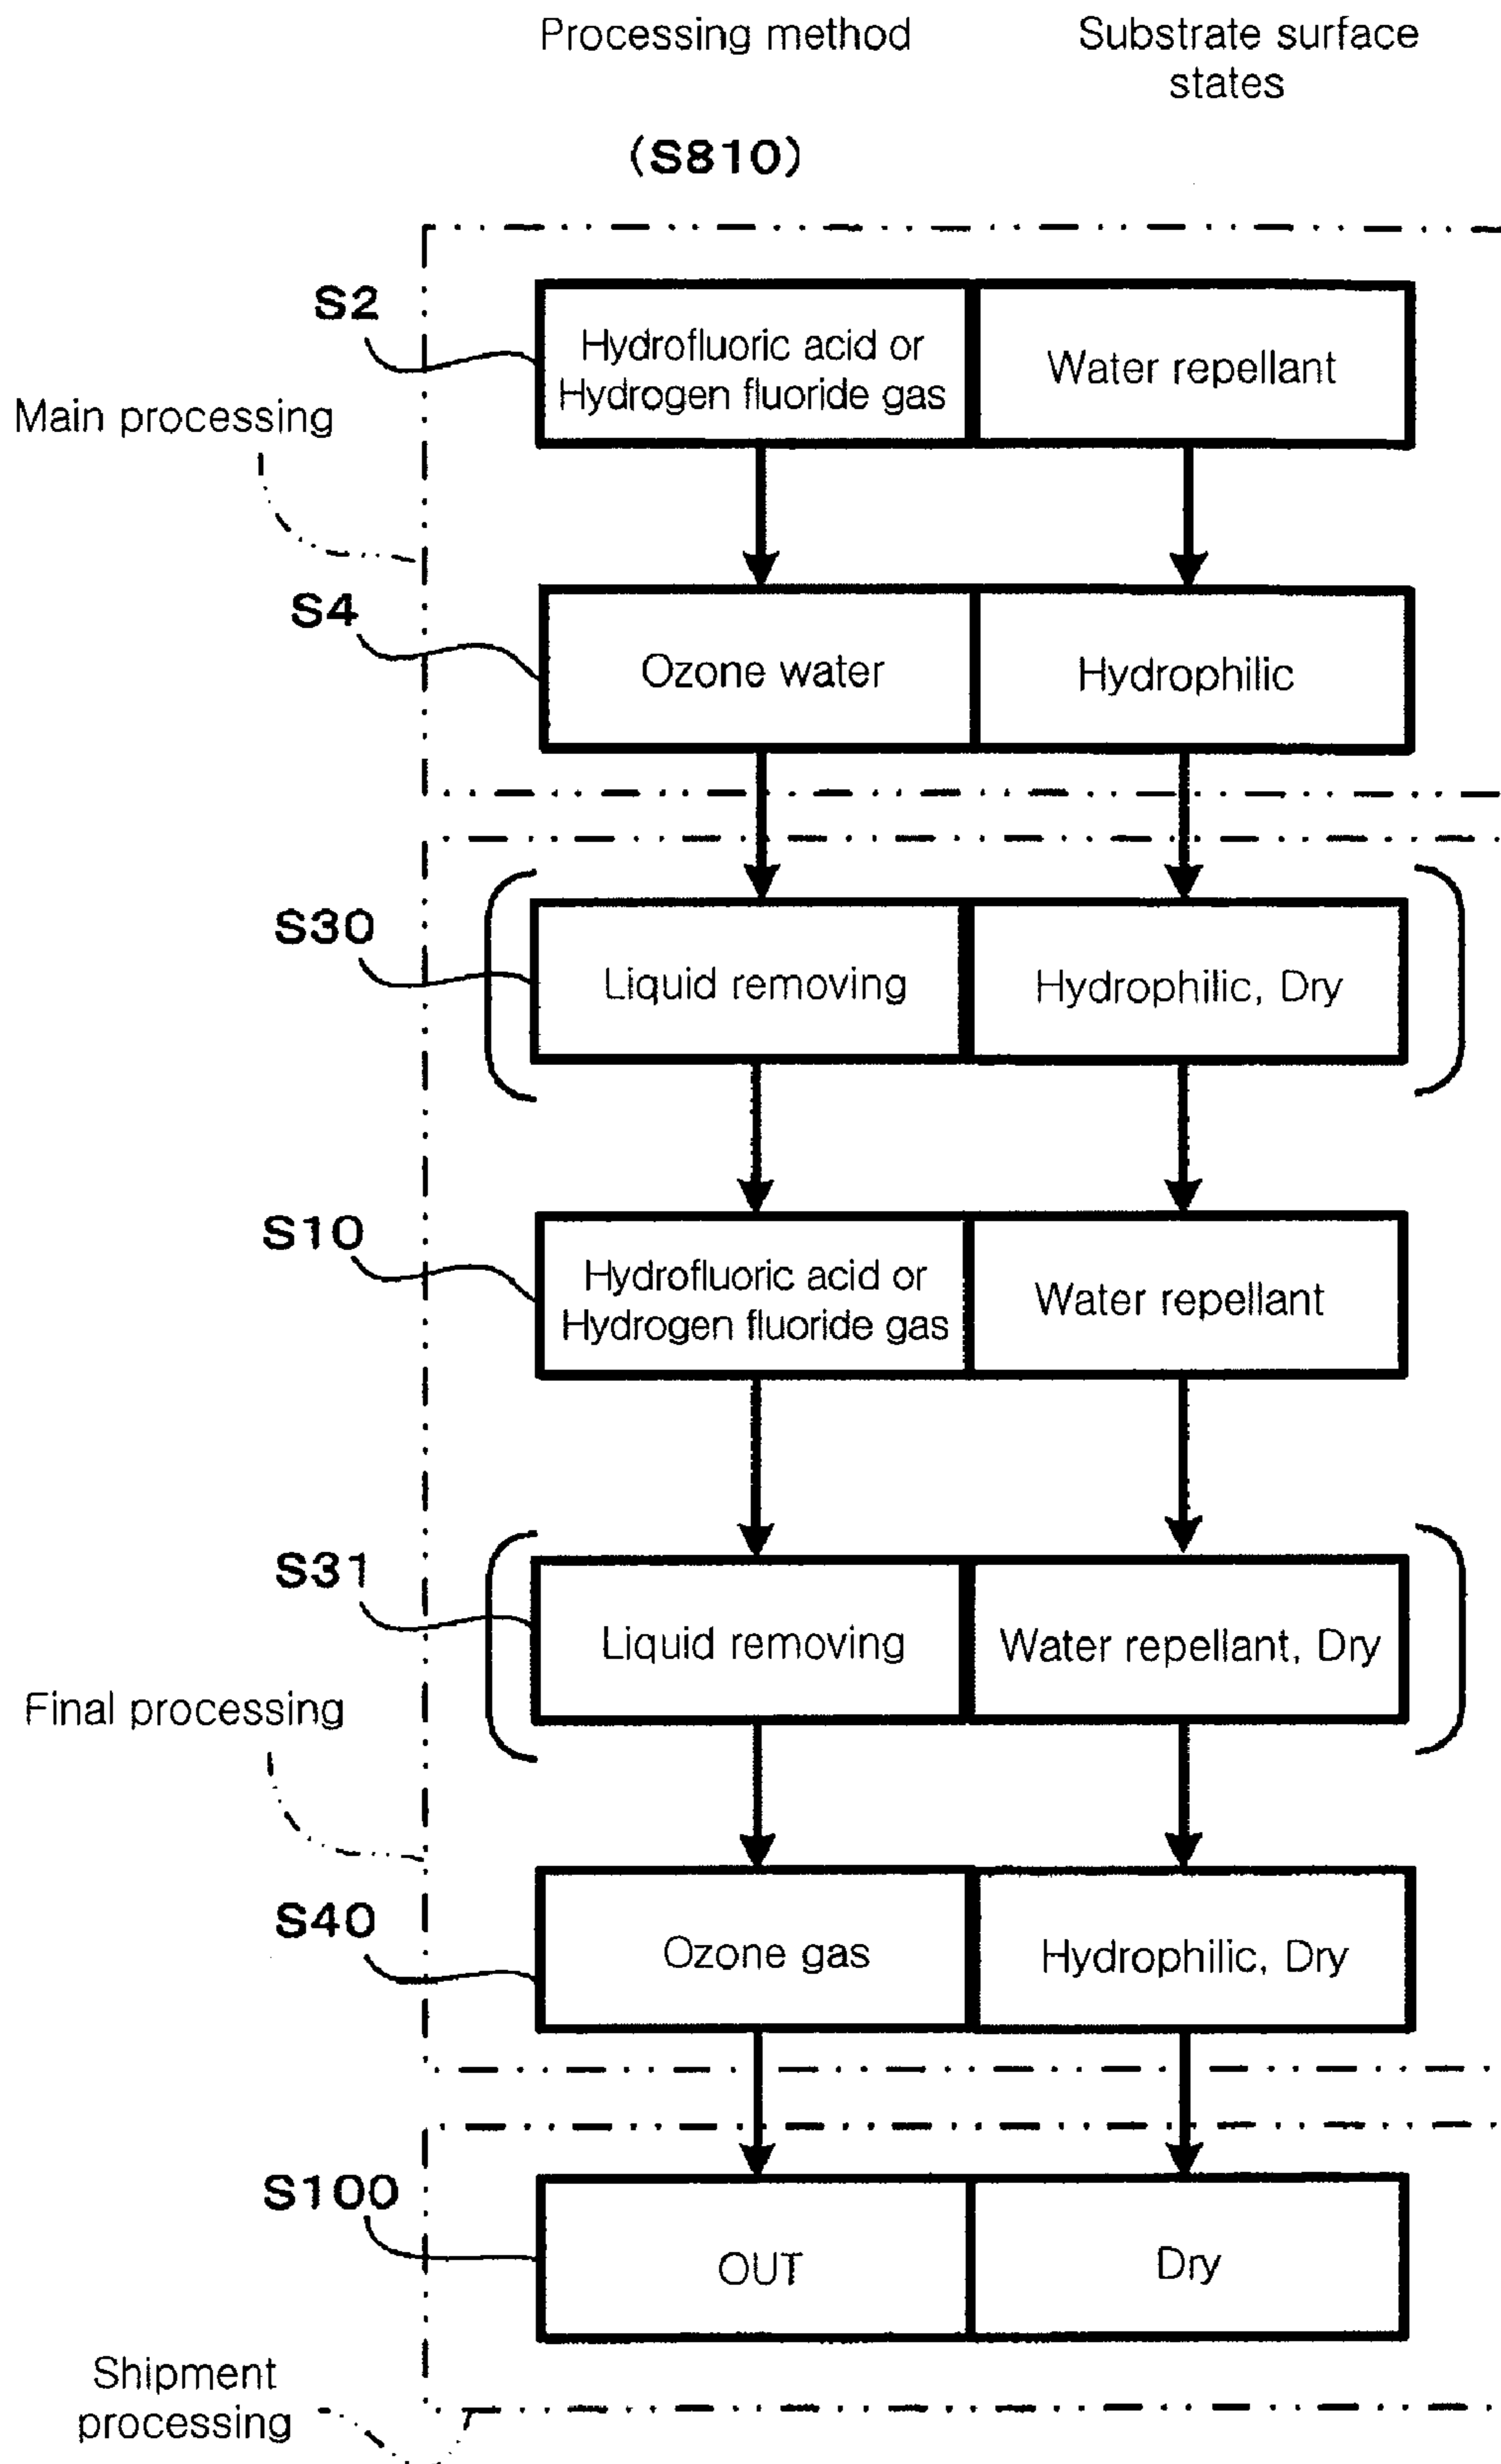 Processing method
Substrate surface
states
(S810)
S2
Hydrofluoric acid or
Hydrogen fluoride gas
Water repellant
Main processing
S4
Ozone water
Hydrophilic
S30
Liquid removing
Hydrophilic, Dry
S10
Hydrofluoric acid or
Hydrogen fluoride gas
Water repellant
S31
Liquid removing
Water repellant, Dry
Final processing
S40
Ozone gas
Hydrophilic, Dry
S100
OUT
Dry
Shipment
processing